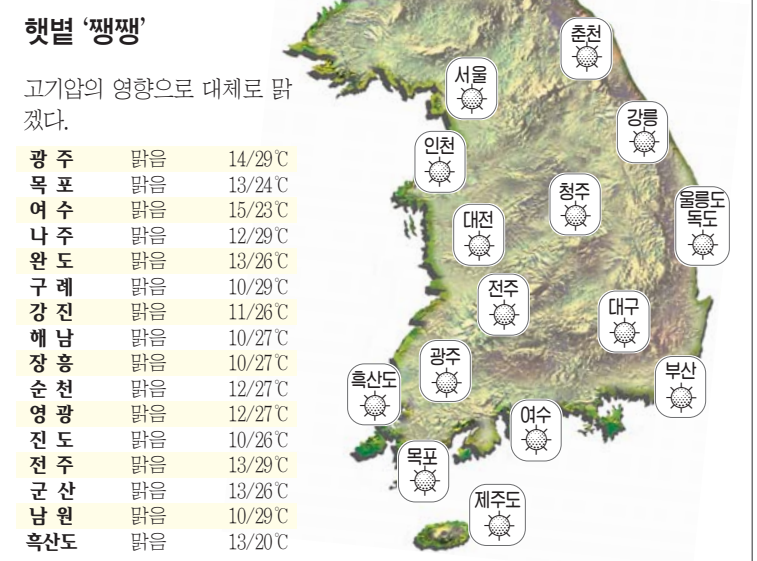 햇볕 ‘쨍쨍’
고기압의 영향으로 대체로 맑
겠다.
광 주 맑음 14/29℃
목 포 맑음 13/24℃
여 수 맑음 15/23℃
나 주 맑음 12/29℃
완 도 맑음 13/26℃
구 례 맑음 10/29℃
강 진 맑음 11/26℃
해 남 맑음 10/27℃
장 흥 맑음 10/27℃
순 천 맑음 12/27℃
영 광 맑음 12/27℃
진 도 맑음 10/26℃
전 주 맑음 13/29℃
군 산 맑음 13/26℃
남 원 맑음 10/29℃
흑산도 맑음 13/20℃
춘천
서울
강릉
인천
청주
울릉도
독도
대전
전주
대구
광주
부산
흑산도
여수
목포
제주도